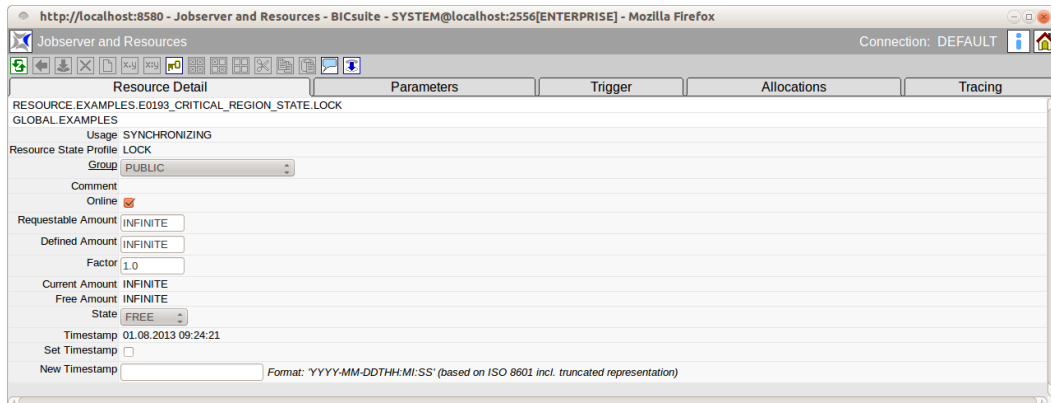 http://localhost:8580 - Jobserver and Resources - BICsuite - SYSTEM@localhost:2556[ENTERPRISE] - Mozilla Firefox
Jobserver and Resources Connection: DEFAULT
Resource Detail Parameters Trigger Allocations Tracing
RESOURCE.EXAMPLES.E0193_CRITICAL_REGION_STATE.LOCK
GLOBAL.EXAMPLES
Usage SYNCHRONIZING
Resource State Profile LOCK
Group PUBLIC
Comment
Online
Requestable Amount INFINITE
Defined Amount INFINITE
Factor 1.0
Current Amount INFINITE
Free Amount INFINITE
State FREE
Timestamp 01.08.2013 09:24:21
Set Timestamp
New Timestamp Format: 'YYYY-MM-DDTHH:MI:SS' (based on ISO 8601 incl. truncated representation)